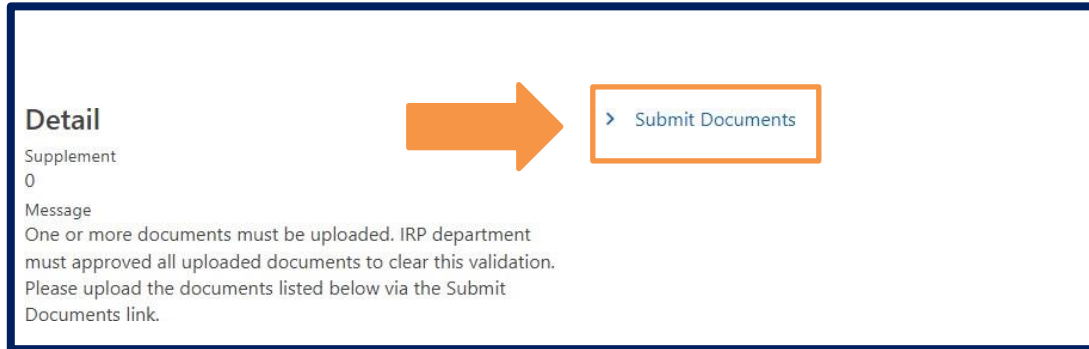 Detail
Supplement
0
Message
One or more documents must be uploaded. IRP department
must approved all uploaded documents to clear this validation.
Please upload the documents listed below via the Submit
Documents link.
> Submit Documents